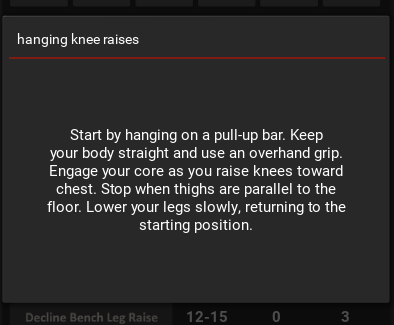 hanging knee raises
Start by hanging on a pull-up bar. Keep
your body straight and use an overhand grip.
Engage your core as you raise knees toward
chest. Stop when thighs are parallel to the
floor. Lower your legs slowly, returning to the
starting position.
Decline Bench Leg Raise 12-15 0 3